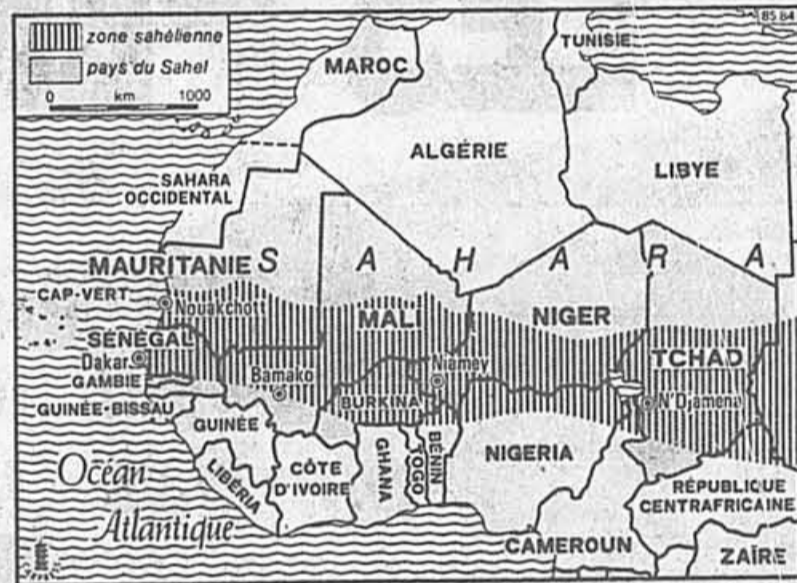 zone sahélienne
pays du Sahel
0 km 1000
85 84
TUNISIE
MAROC
ALGÉRIE
LIBYE
SAHARA
OCCIDENTAL
MAURITANIE
S A H A R A
CAP-VERT
Nouakchott
MALI
NIGER
SÉNÉGAL
TCHAD
Dakar
Bamako
Niamey
GAMBIE
BURKINA
N'Djamena
GUINÉE-BISSAU
GUINÉE
LIBÉRIA
CÔTE
D'IVOIRE
GHANA
TOGO
BÉNIN
NIGERIA
RÉPUBLIQUE
CENTRAFRICAINE
Océan
Atlantique
CAMEROUN
ZAÏRE